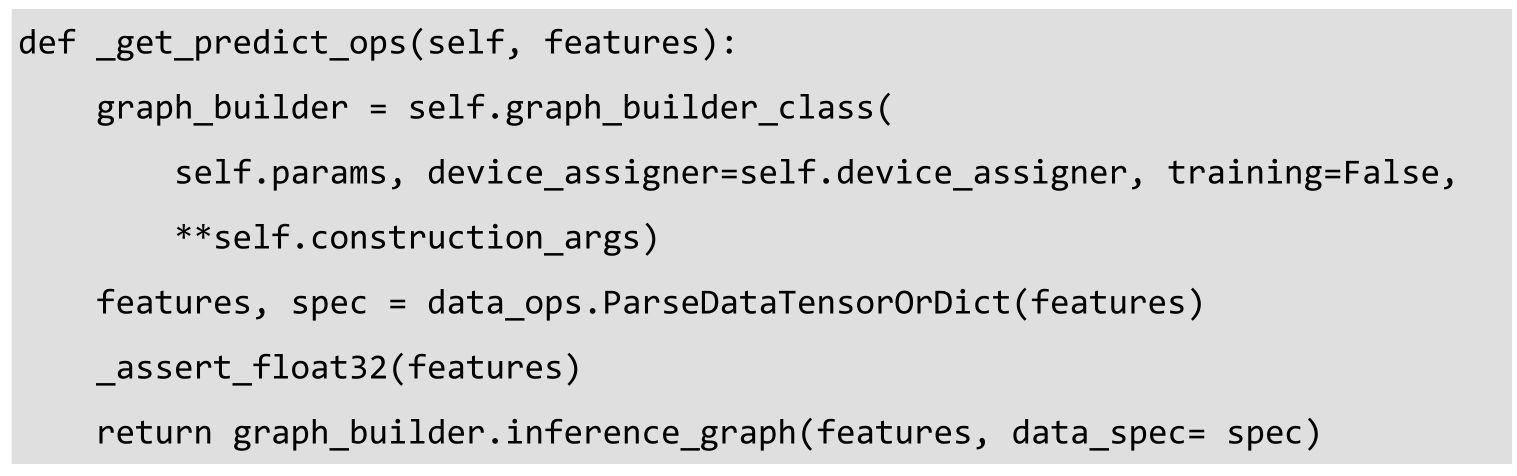 def _get_predict_ops(self, features):
    graph_builder = self.graph_builder_class(
        self.params, device_assigner=self.device_assigner, training=False,
        **self.construction_args)
    features, spec = data_ops.ParseDataTensorOrDict(features)
    _assert_float32(features)
    return graph_builder.inference_graph(features, data_spec= spec)